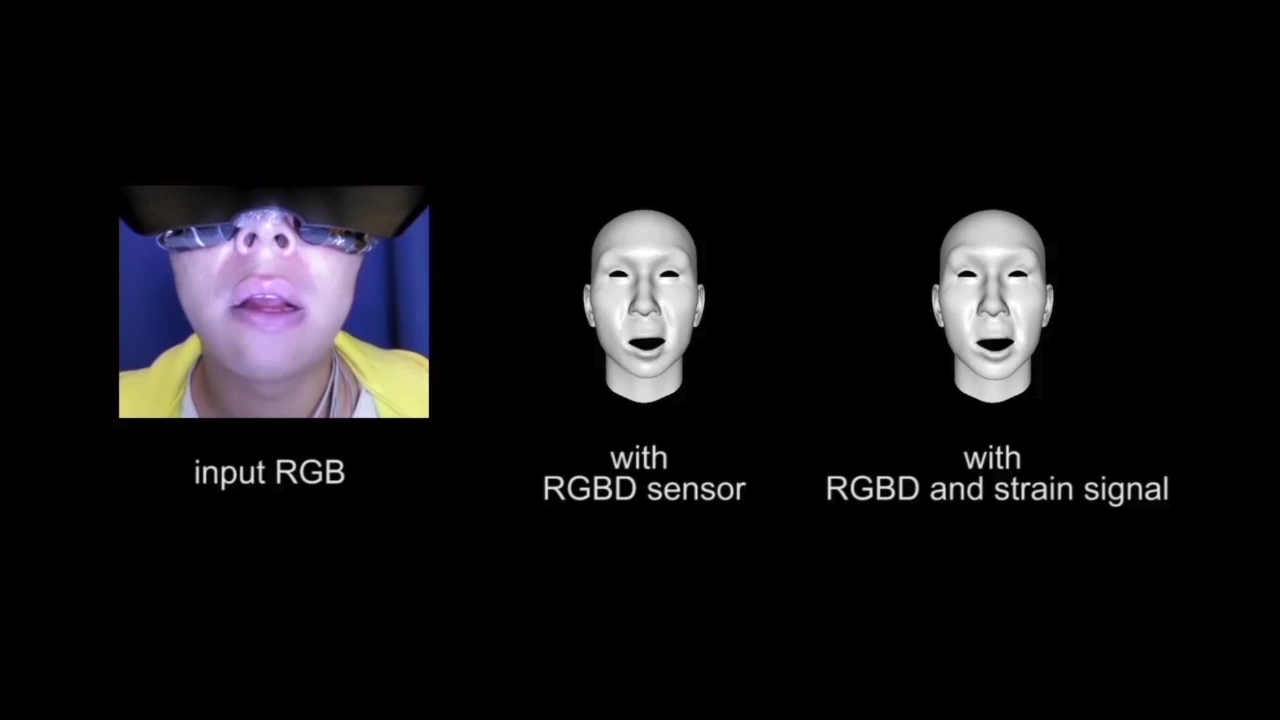 input RGB
with
RGBD sensor
with
RGBD and strain signal